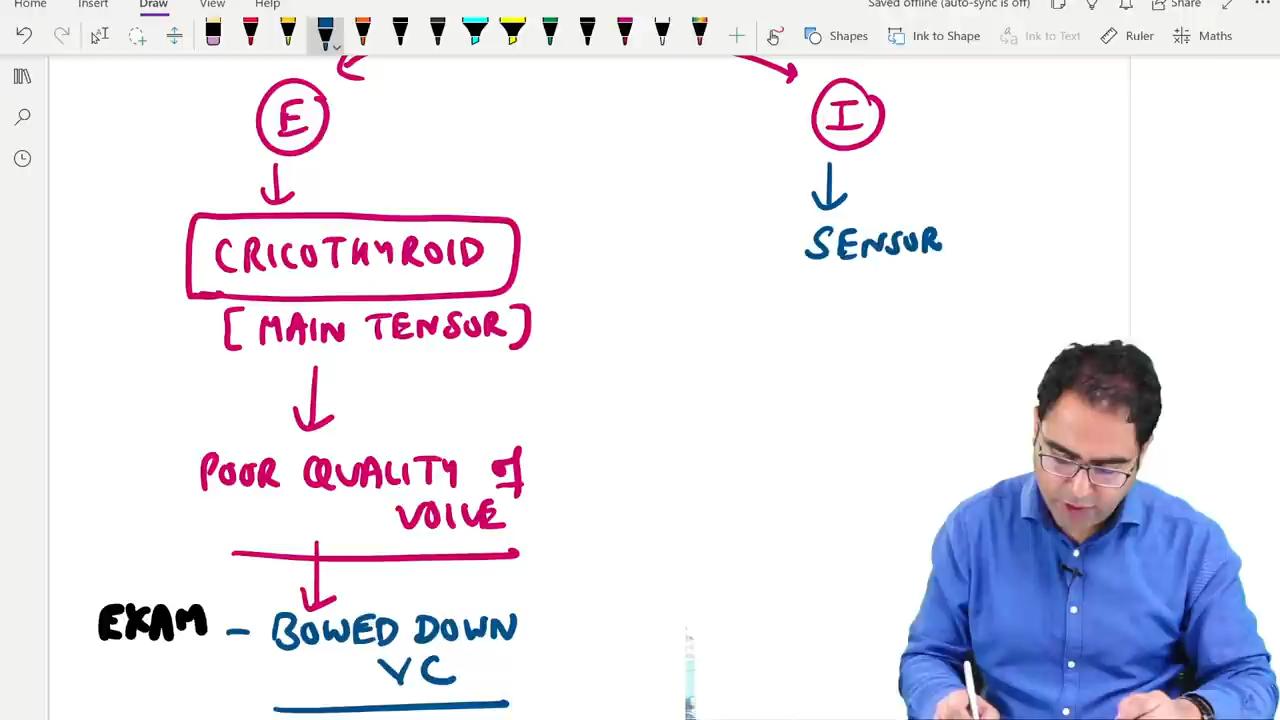 Home Insert Draw View Help Saved offline (auto-sync is off) Share
Ink to Shape Ink to Text Ruler Maths Shapes
E
I
CRICOTHYROID
SENSOR
[MAIN TENSOR]
POOR QUALITY of
VOICE
EXAM - BOWED DOWN
VC